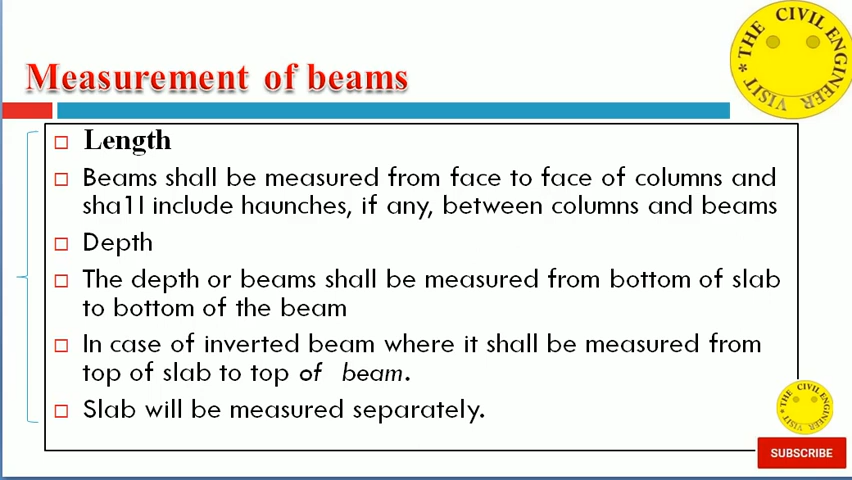 THE CIVIL ENGINEER VISIT *
Measurement of beams
Length
Beams shall be measured from face to face of columns and
sha1l include haunches, if any, between columns and beams
Depth
The depth or beams shall be measured from bottom of slab
to bottom of the beam
In case of inverted beam where it shall be measured from
top of slab to top of beam.
Slab will be measured separately.
THE CIVIL ENGINEER VISIT *
SUBSCRIBE